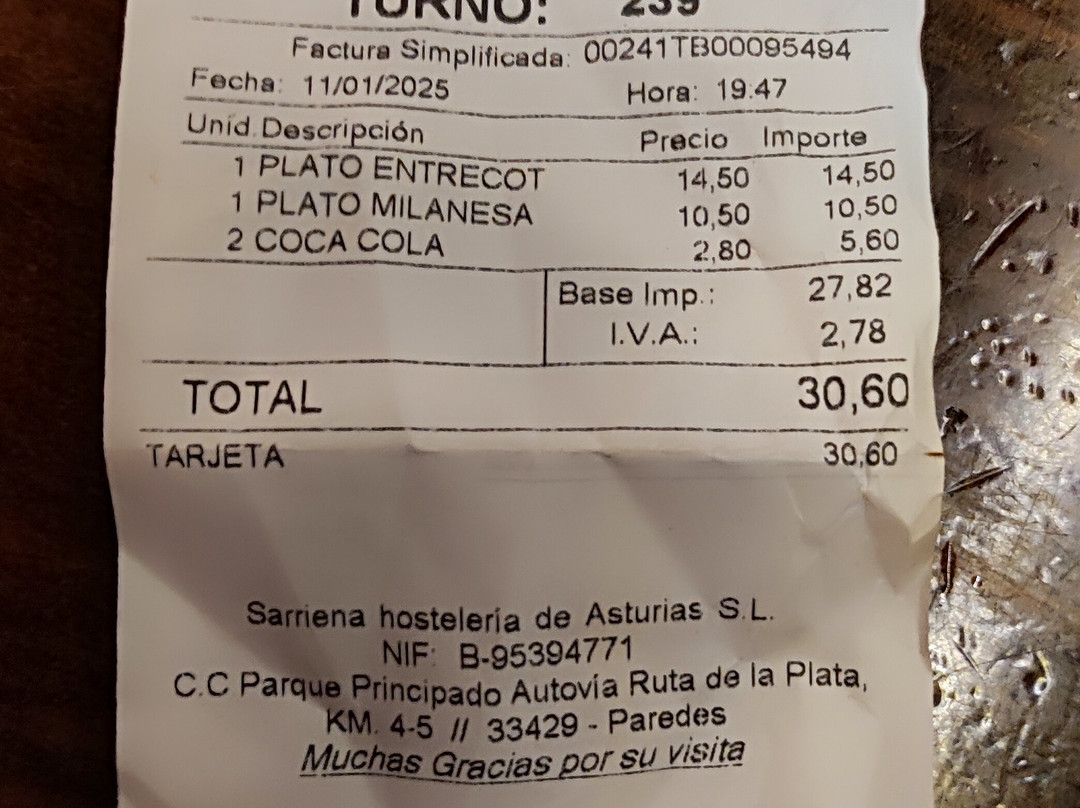 TURNO: 239
Factura Simplificada: 00241TB00095494
Fecha: 11/01/2025 Hora: 19:47
Unid. Descripción Precio Importe
1 PLATO ENTRECOT 14,50 14,50
1 PLATO MILANESA 10,50 10,50
2 COCA COLA 2,80 5,60
Base Imp.: 27,82
I.V.A.: 2,78
TOTAL 30,60
TARJETA 30,60
Sarriena hostelería de Asturias S.L.
NIF: B-95394771
C.C Parque Principado Autovía Ruta de la Plata,
KM. 4-5 // 33429 - Paredes
Muchas Gracias por su visita